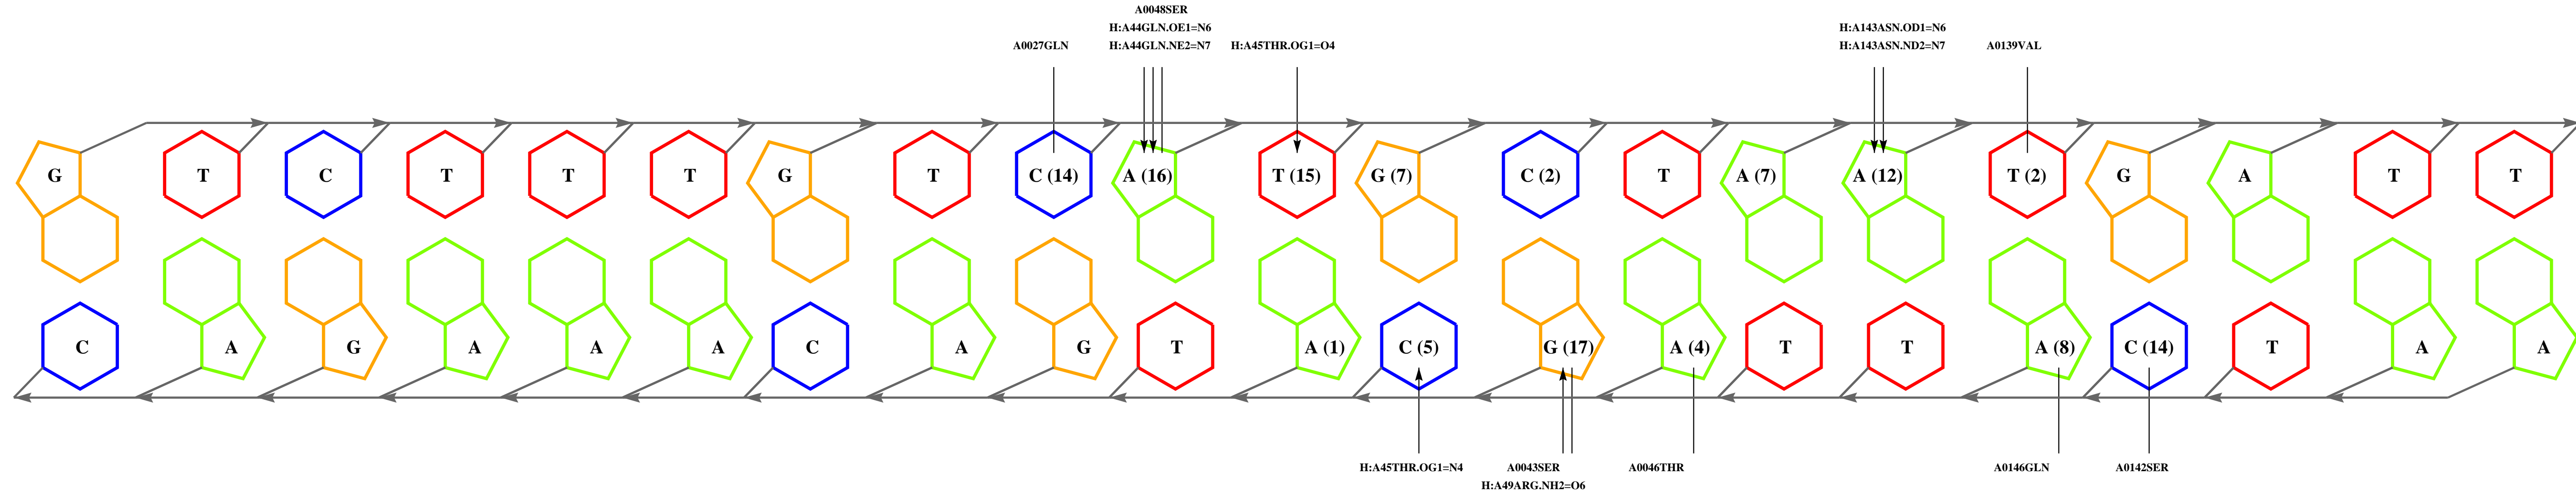 A0048SER
H:A44GLN.OE1=N6
H:A143ASN.OD1=N6
A0027GLN
H:A44GLN.NE2=N7
H:A45THR.OG1=O4
H:A143ASN.ND2=N7
A0139VAL
G T C T T T G T C (14) A (16) T (15) G (7) C (2) T A (7) A (12) T (2) G A T T
C A G A A A C A G T A (1) C (5) G (17) A (4) T T A (8) C (14) T A A
H:A45THR.OG1=N4
A0043SER
A0046THR
A0146GLN
A0142SER
H:A49ARG.NH2=O6